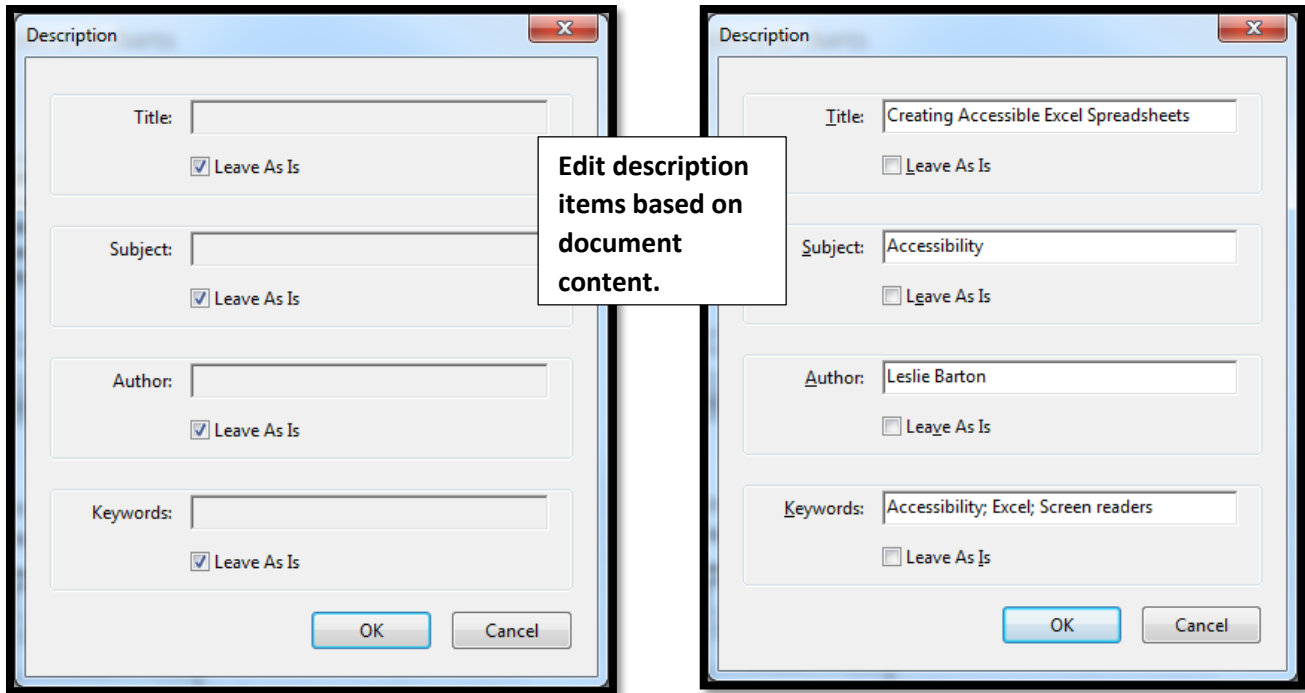 Description
Title:
Leave As Is
Subject:
Leave As Is
Author:
Leave As Is
Keywords:
Leave As Is
OK Cancel
Edit description
items based on
document
content.
Description
Title: Creating Accessible Excel Spreadsheets
Leave As Is
Subject: Accessibility
Leave As Is
Author: Leslie Barton
Leave As Is
Keywords: Accessibility; Excel; Screen readers
Leave As Is
OK Cancel